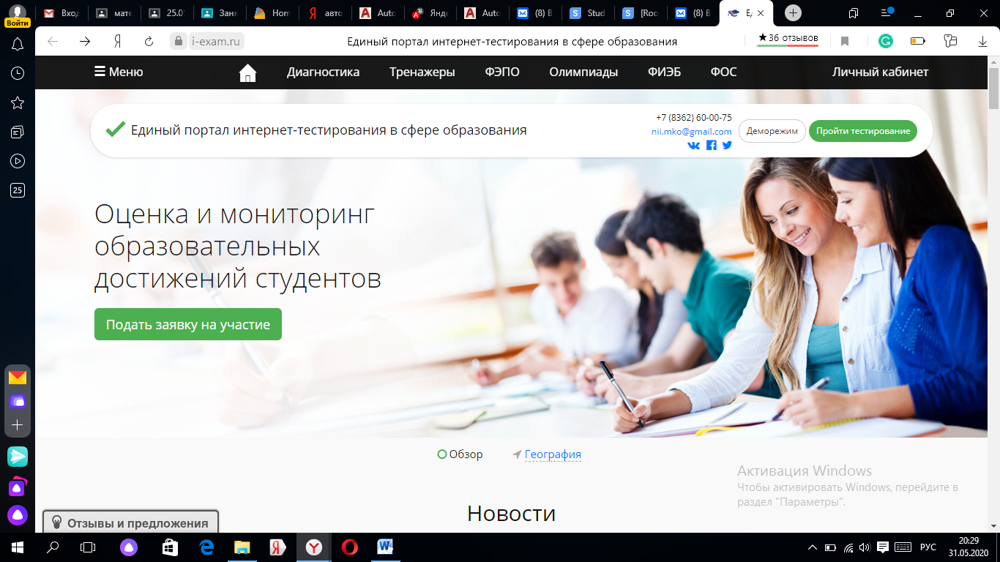 Войти
Вход
мате
25.0
Заня
Hom
авто
Auto
Янде
Auto
(8) В
Stud
[Roo
(8) В
i-exam.ru
Единый портал интернет-тестирования в сфере образования
★36 отзывов
Меню
Диагностика
Тренажеры
ФЭПО
Олимпиады
ФИЭБ
ФОС
Личный кабинет
Единый портал интернет-тестирования в сфере образования
+7 (8362) 60-00-75
nii.mko@gmail.com
Деморежим
Пройти тестирование
25
Оценка и мониторинг
образовательных
достижений студентов
Подать заявку на участие
Обзор
География
Активация Windows
Чтобы активировать Windows, перейдите в
раздел "Параметры".
Новости
Отзывы и предложения
РУС
20:29
31.05.2020